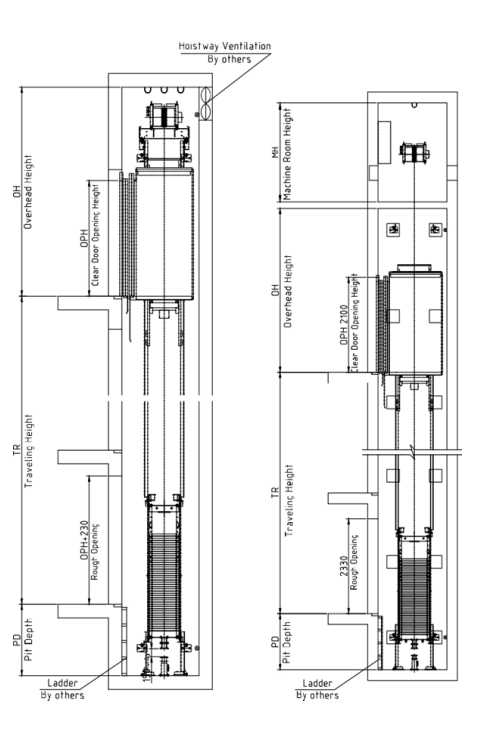 Hoistway Ventilation
By others
OH
Overhead Height
OPH
Clear Door Opening Height
TR
Traveling Height
OPH+230
Rough Opening
PD
Pit Depth
Ladder
By others
MH
Machine Room Height
OH
Overhead Height
OPH 2100
Clear Door Opening Height
TR
Traveling Height
2330
Rough Opening
PD
Pit Depth
Ladder
By others